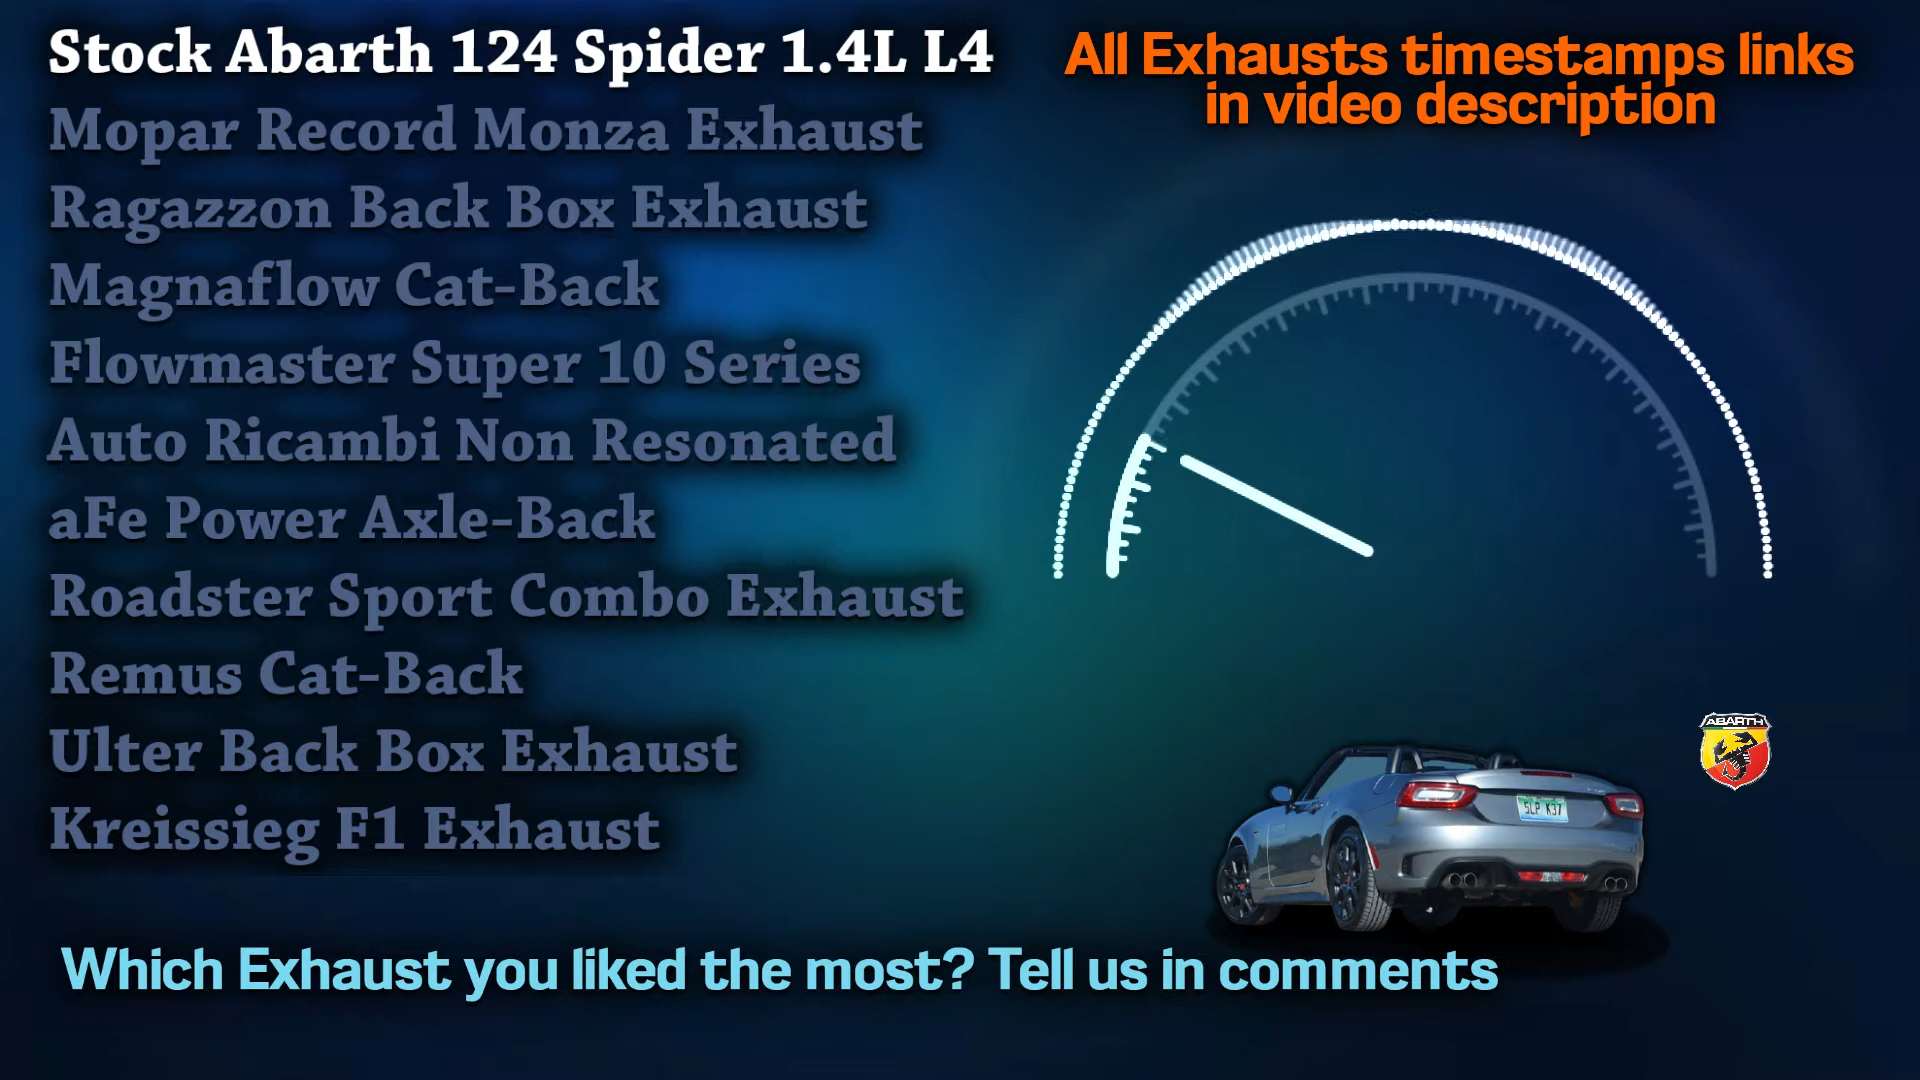 Stock Abarth 124 Spider 1.4L L4
Mopar Record Monza Exhaust
Ragazzon Back Box Exhaust
Magnaflow Cat-Back
Flowmaster Super 10 Series
Auto Ricambi Non Resonated
aFe Power Axle-Back
Roadster Sport Combo Exhaust
Remus Cat-Back
Ulter Back Box Exhaust
Kreissieg F1 Exhaust
All Exhausts timestamps links
in video description
ABARTH
SLP K37
Which Exhaust you liked the most? Tell us in comments